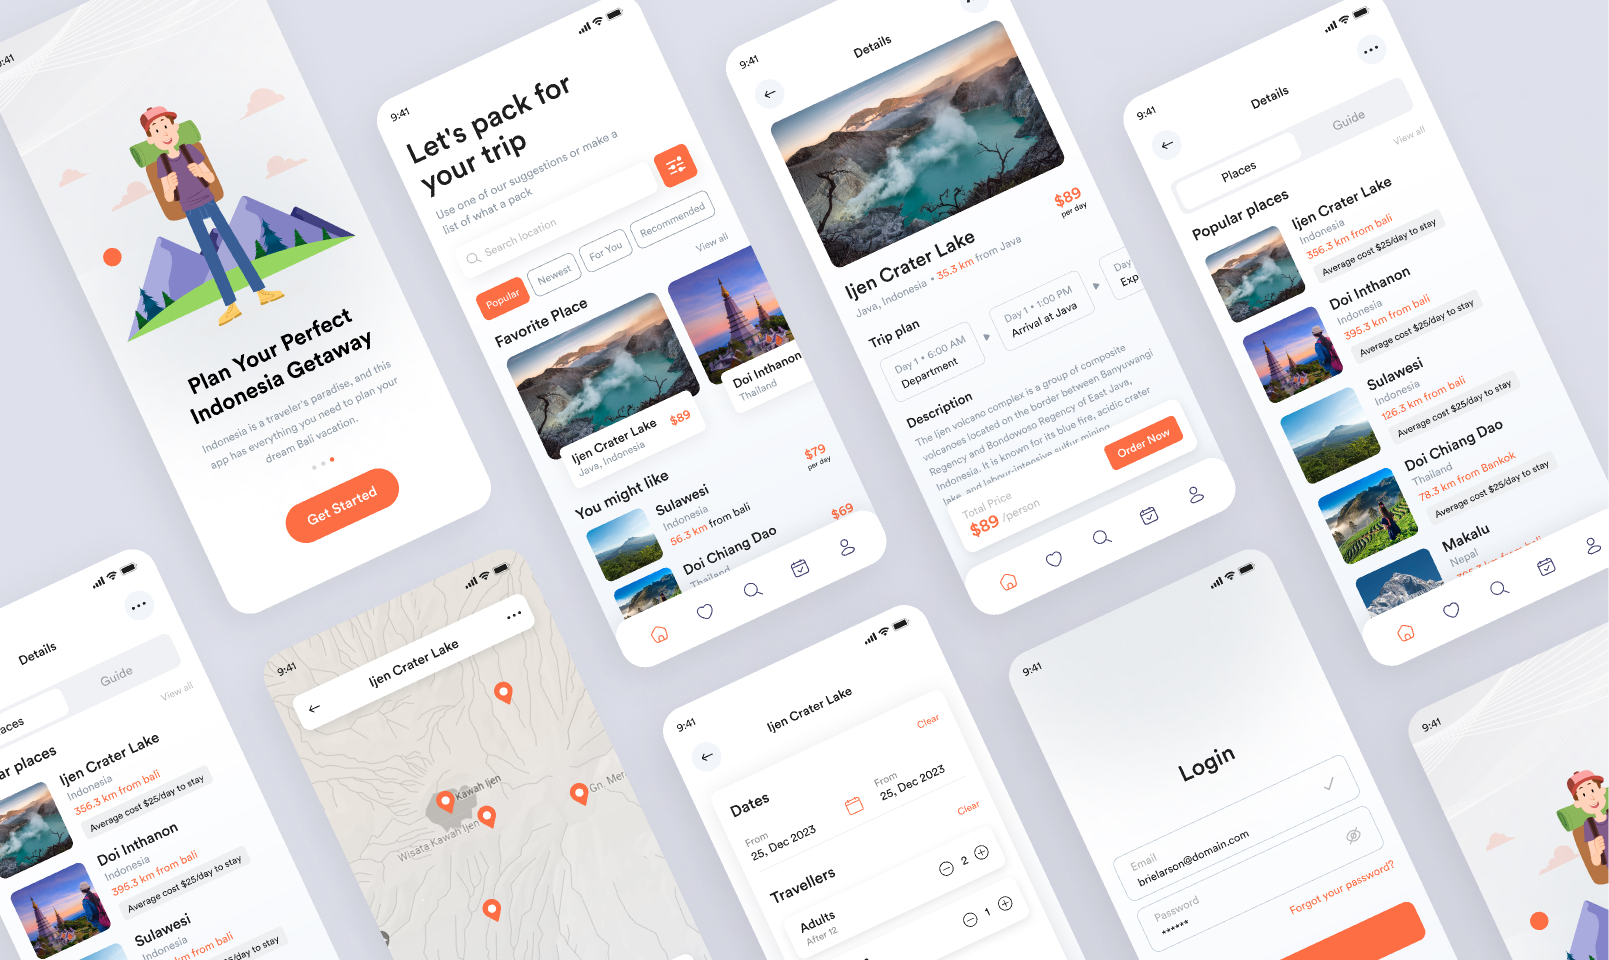 9:41
Plan Your Perfect
Indonesia Getaway
Indonesia is a traveler's paradise, and this
app has everything you need to plan your
dream Bali vacation.
Get Started
9:41
Let's pack for
your trip
Use one of our suggestions or make a
list of what a pack
Search location
Popular
Newest
For You
Recommended
Favorite Place
View all
Ijen Crater Lake
$89
Java, Indonesia
Doi Inthanon
Thailand
You might like
Sulawesi
Indonesia
56.3 km from bali
$79
per day
Doi Chiang Dao
Thailand
$69
9:41
Details
Ijen Crater Lake
Java, Indonesia • 35.3 km from Java
$89
per day
Trip plan
Day 1 • 6:00 AM
Department
Day 1 • 1:00 PM
Arrival at Java
Day
Exp
Description
The Ijen volcano complex is a group of composite
volcanoes located on the border between Banyuwangi
Regency and Bondowoso Regency of East Java,
Indonesia. It is known for its blue fire, acidic crater
lake, and labour-intensive sulfur mining.
Total Price
$89 /person
Order Now
9:41
Details
Places
Guide
Popular places
View all
Ijen Crater Lake
Indonesia
356.3 km from bali
Average cost $25/day to stay
Doi Inthanon
Indonesia
395.3 km from bali
Average cost $25/day to stay
Sulawesi
Indonesia
126.3 km from bali
Average cost $25/day to stay
Doi Chiang Dao
Thailand
78.3 km from Bankok
Average cost $25/day to stay
Makalu
Nepal
Details
aces
Guide
ar places
View all
Ijen Crater Lake
Indonesia
356.3 km from bali
Average cost $25/day to stay
Doi Inthanon
Indonesia
395.3 km from bali
Average cost $25/day to stay
Sulawesi
Indonesia
126.3 km from bali
Average cost $25/day to stay
9:41
Ijen Crater Lake
Kawah Ijen
Wisata Kawah Ijen
Gn. Mer
9:41
Ijen Crater Lake
Clear
Dates
From
25, Dec 2023
From
25, Dec 2023
Clear
Travellers
2
Adults
After 12
1
9:41
Login
Email
brielarson@domain.com
Password
******
Forgot your password?
9:41